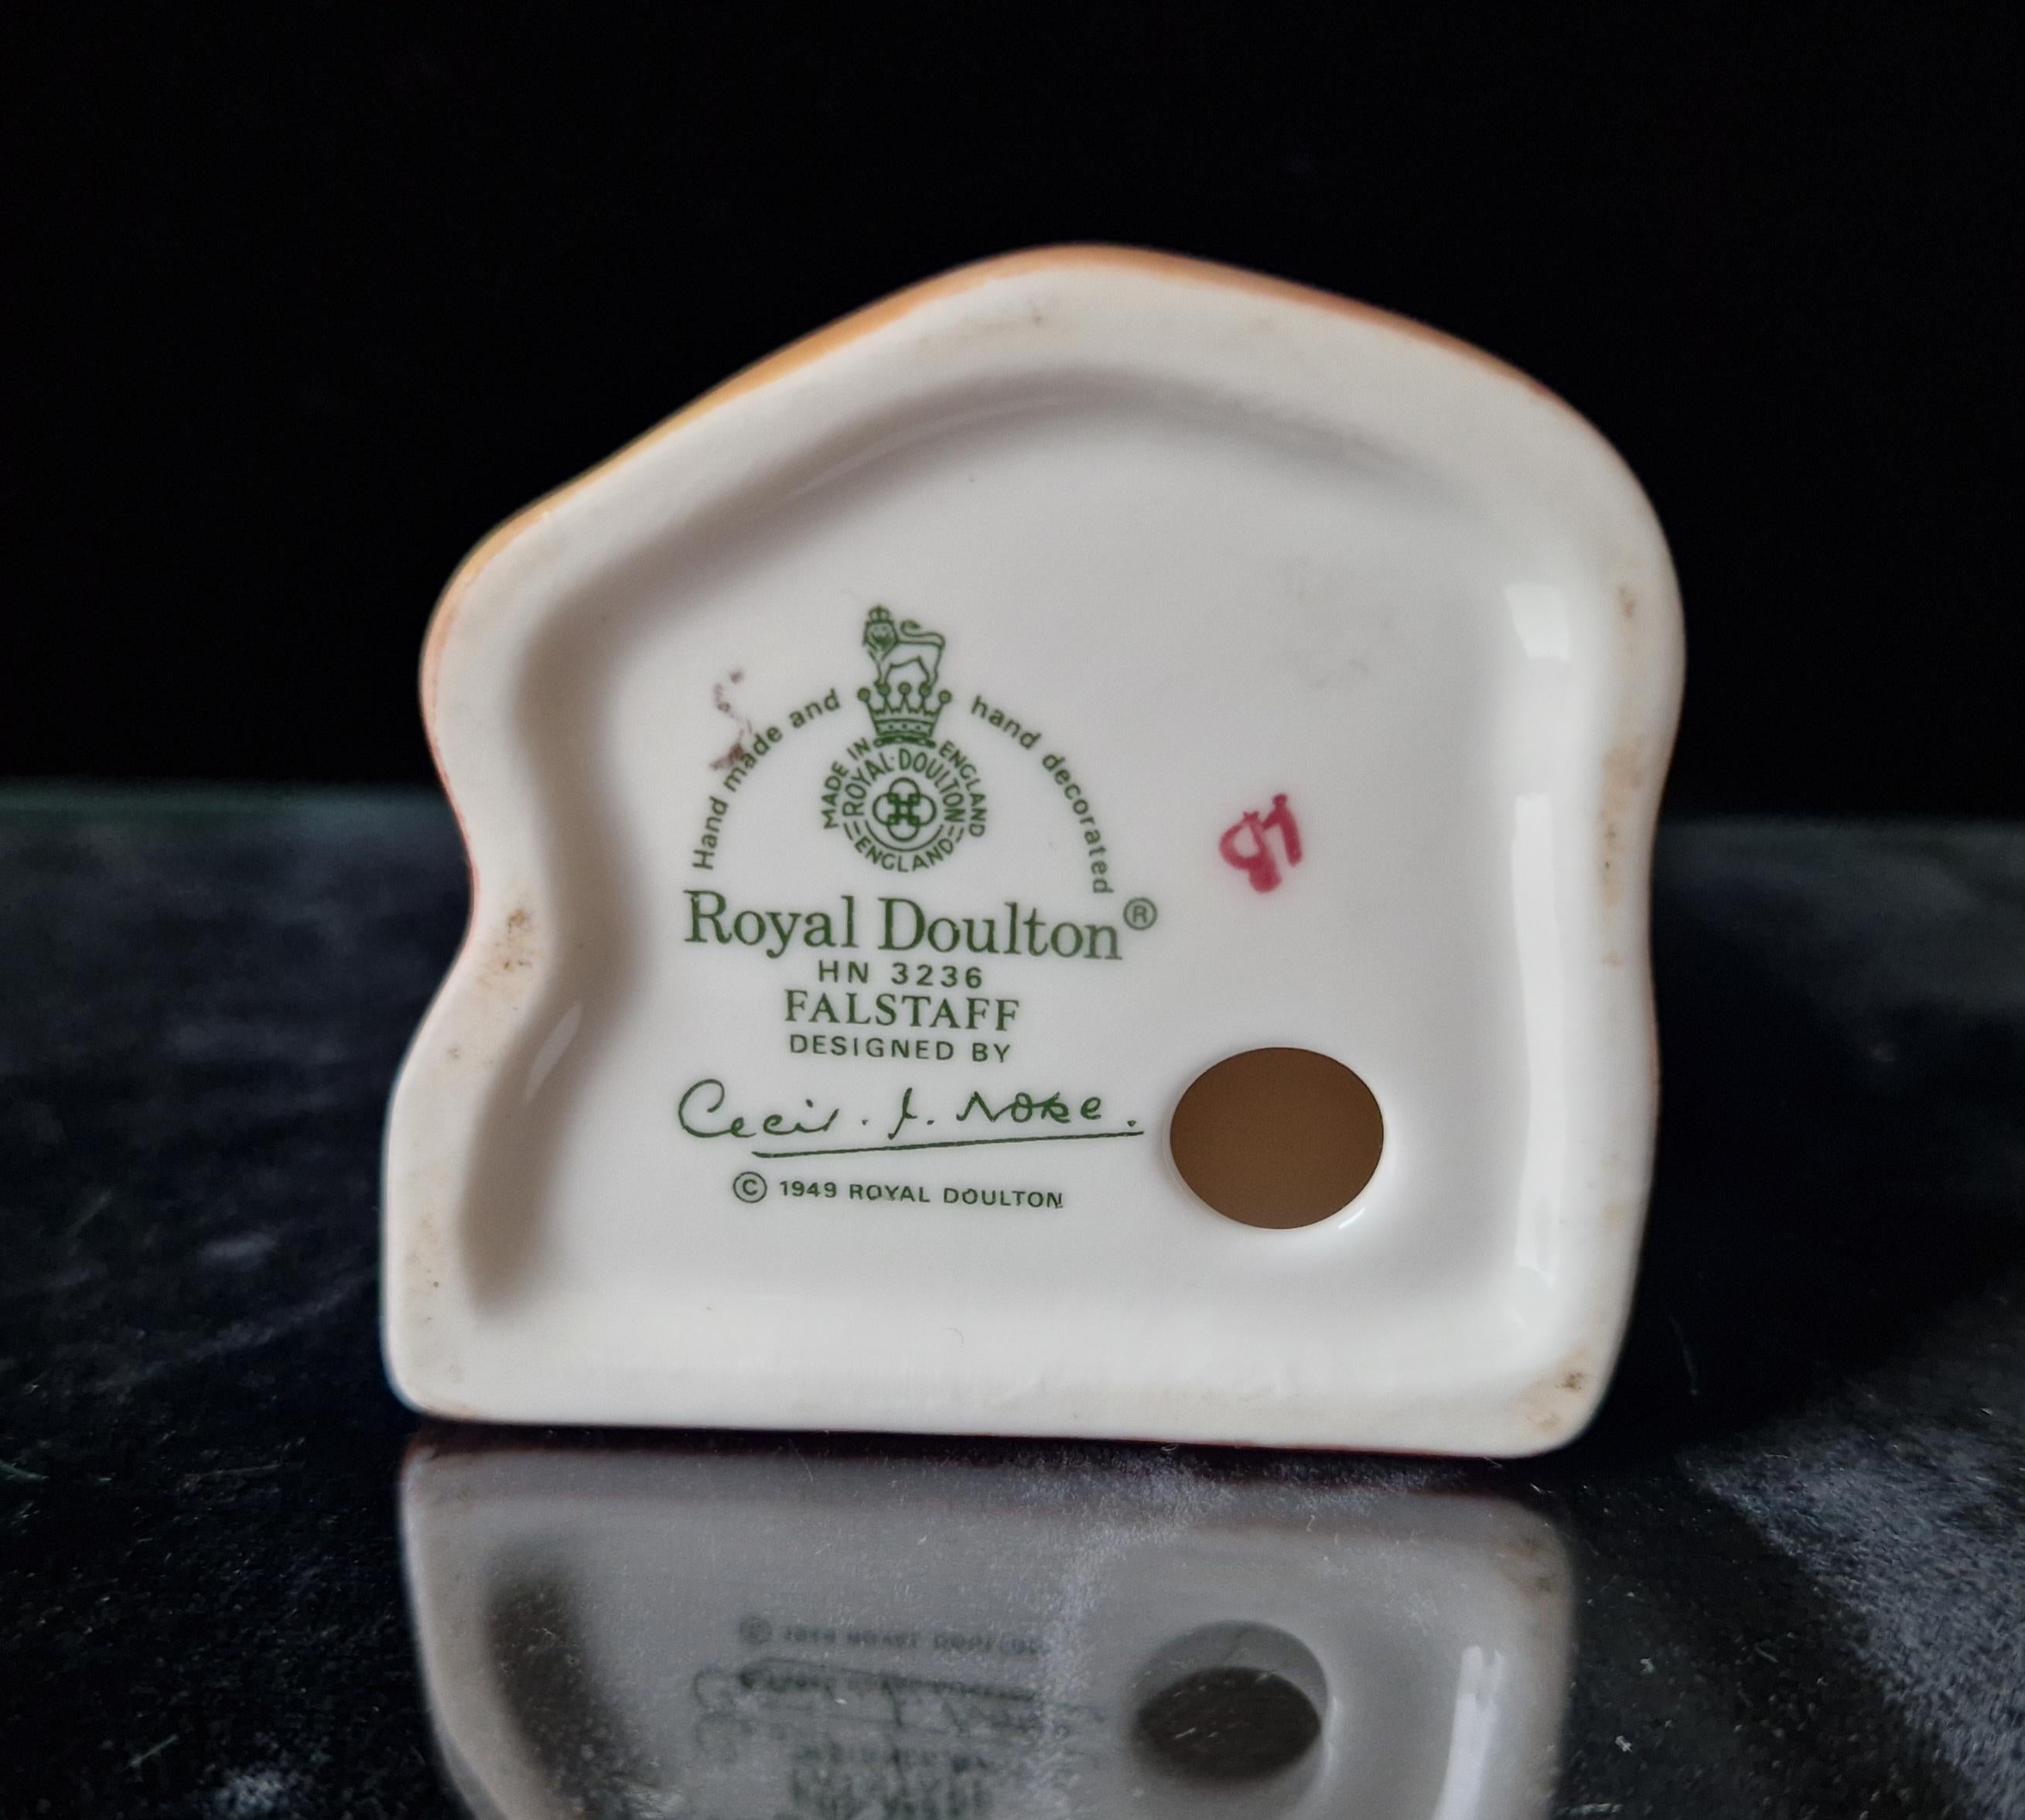 Hand made and hand decorated
MADE IN ENGLAND
ROYAL·DOULTON
ENGLAND
Royal Doulton®
HN 3236
FALSTAFF
DESIGNED BY
Cecil. J. Noke.
© 1949 ROYAL DOULTON